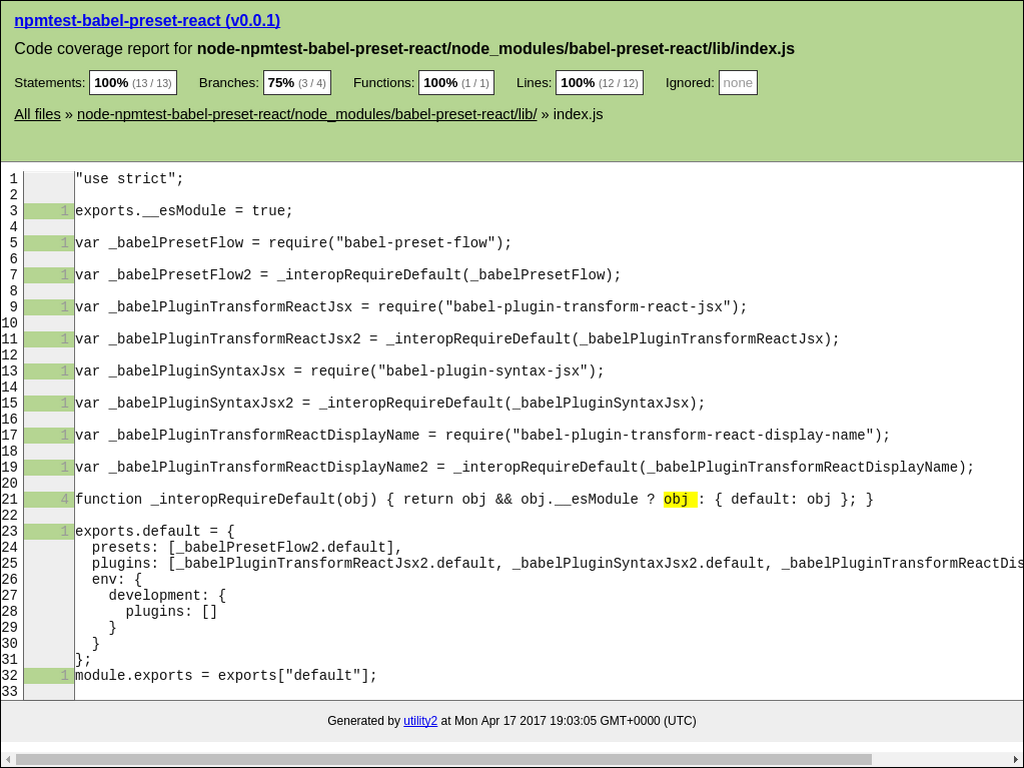 npmtest-babel-preset-react (v0.0.1)
Code coverage report for node-npmtest-babel-preset-react/node_modules/babel-preset-react/lib/index.js
Statements: 100% (13 / 13) Branches: 75% (3 / 4) Functions: 100% (1 / 1) Lines: 100% (12 / 12) Ignored: none
All files » node-npmtest-babel-preset-react/node_modules/babel-preset-react/lib/ » index.js
1 "use strict";
2
3 1 exports.__esModule = true;
4
5 1 var _babelPresetFlow = require("babel-preset-flow");
6
7 1 var _babelPresetFlow2 = _interopRequireDefault(_babelPresetFlow);
8
9 1 var _babelPluginTransformReactJsx = require("babel-plugin-transform-react-jsx");
10
11 1 var _babelPluginTransformReactJsx2 = _interopRequireDefault(_babelPluginTransformReactJsx);
12
13 1 var _babelPluginSyntaxJsx = require("babel-plugin-syntax-jsx");
14
15 1 var _babelPluginSyntaxJsx2 = _interopRequireDefault(_babelPluginSyntaxJsx);
16
17 1 var _babelPluginTransformReactDisplayName = require("babel-plugin-transform-react-display-name");
18
19 1 var _babelPluginTransformReactDisplayName2 = _interopRequireDefault(_babelPluginTransformReactDisplayName);
20
21 4 function _interopRequireDefault(obj) { return obj && obj.__esModule ? obj : { default: obj }; }
22
23 1 exports.default = {
24   presets: [_babelPresetFlow2.default],
25   plugins: [_babelPluginTransformReactJsx2.default, _babelPluginSyntaxJsx2.default, _babelPluginTransformReactDis
26   env: {
27     development: {
28       plugins: []
29     }
30   }
31 };
32 1 module.exports = exports["default"];
33
Generated by utility2 at Mon Apr 17 2017 19:03:05 GMT+0000 (UTC)